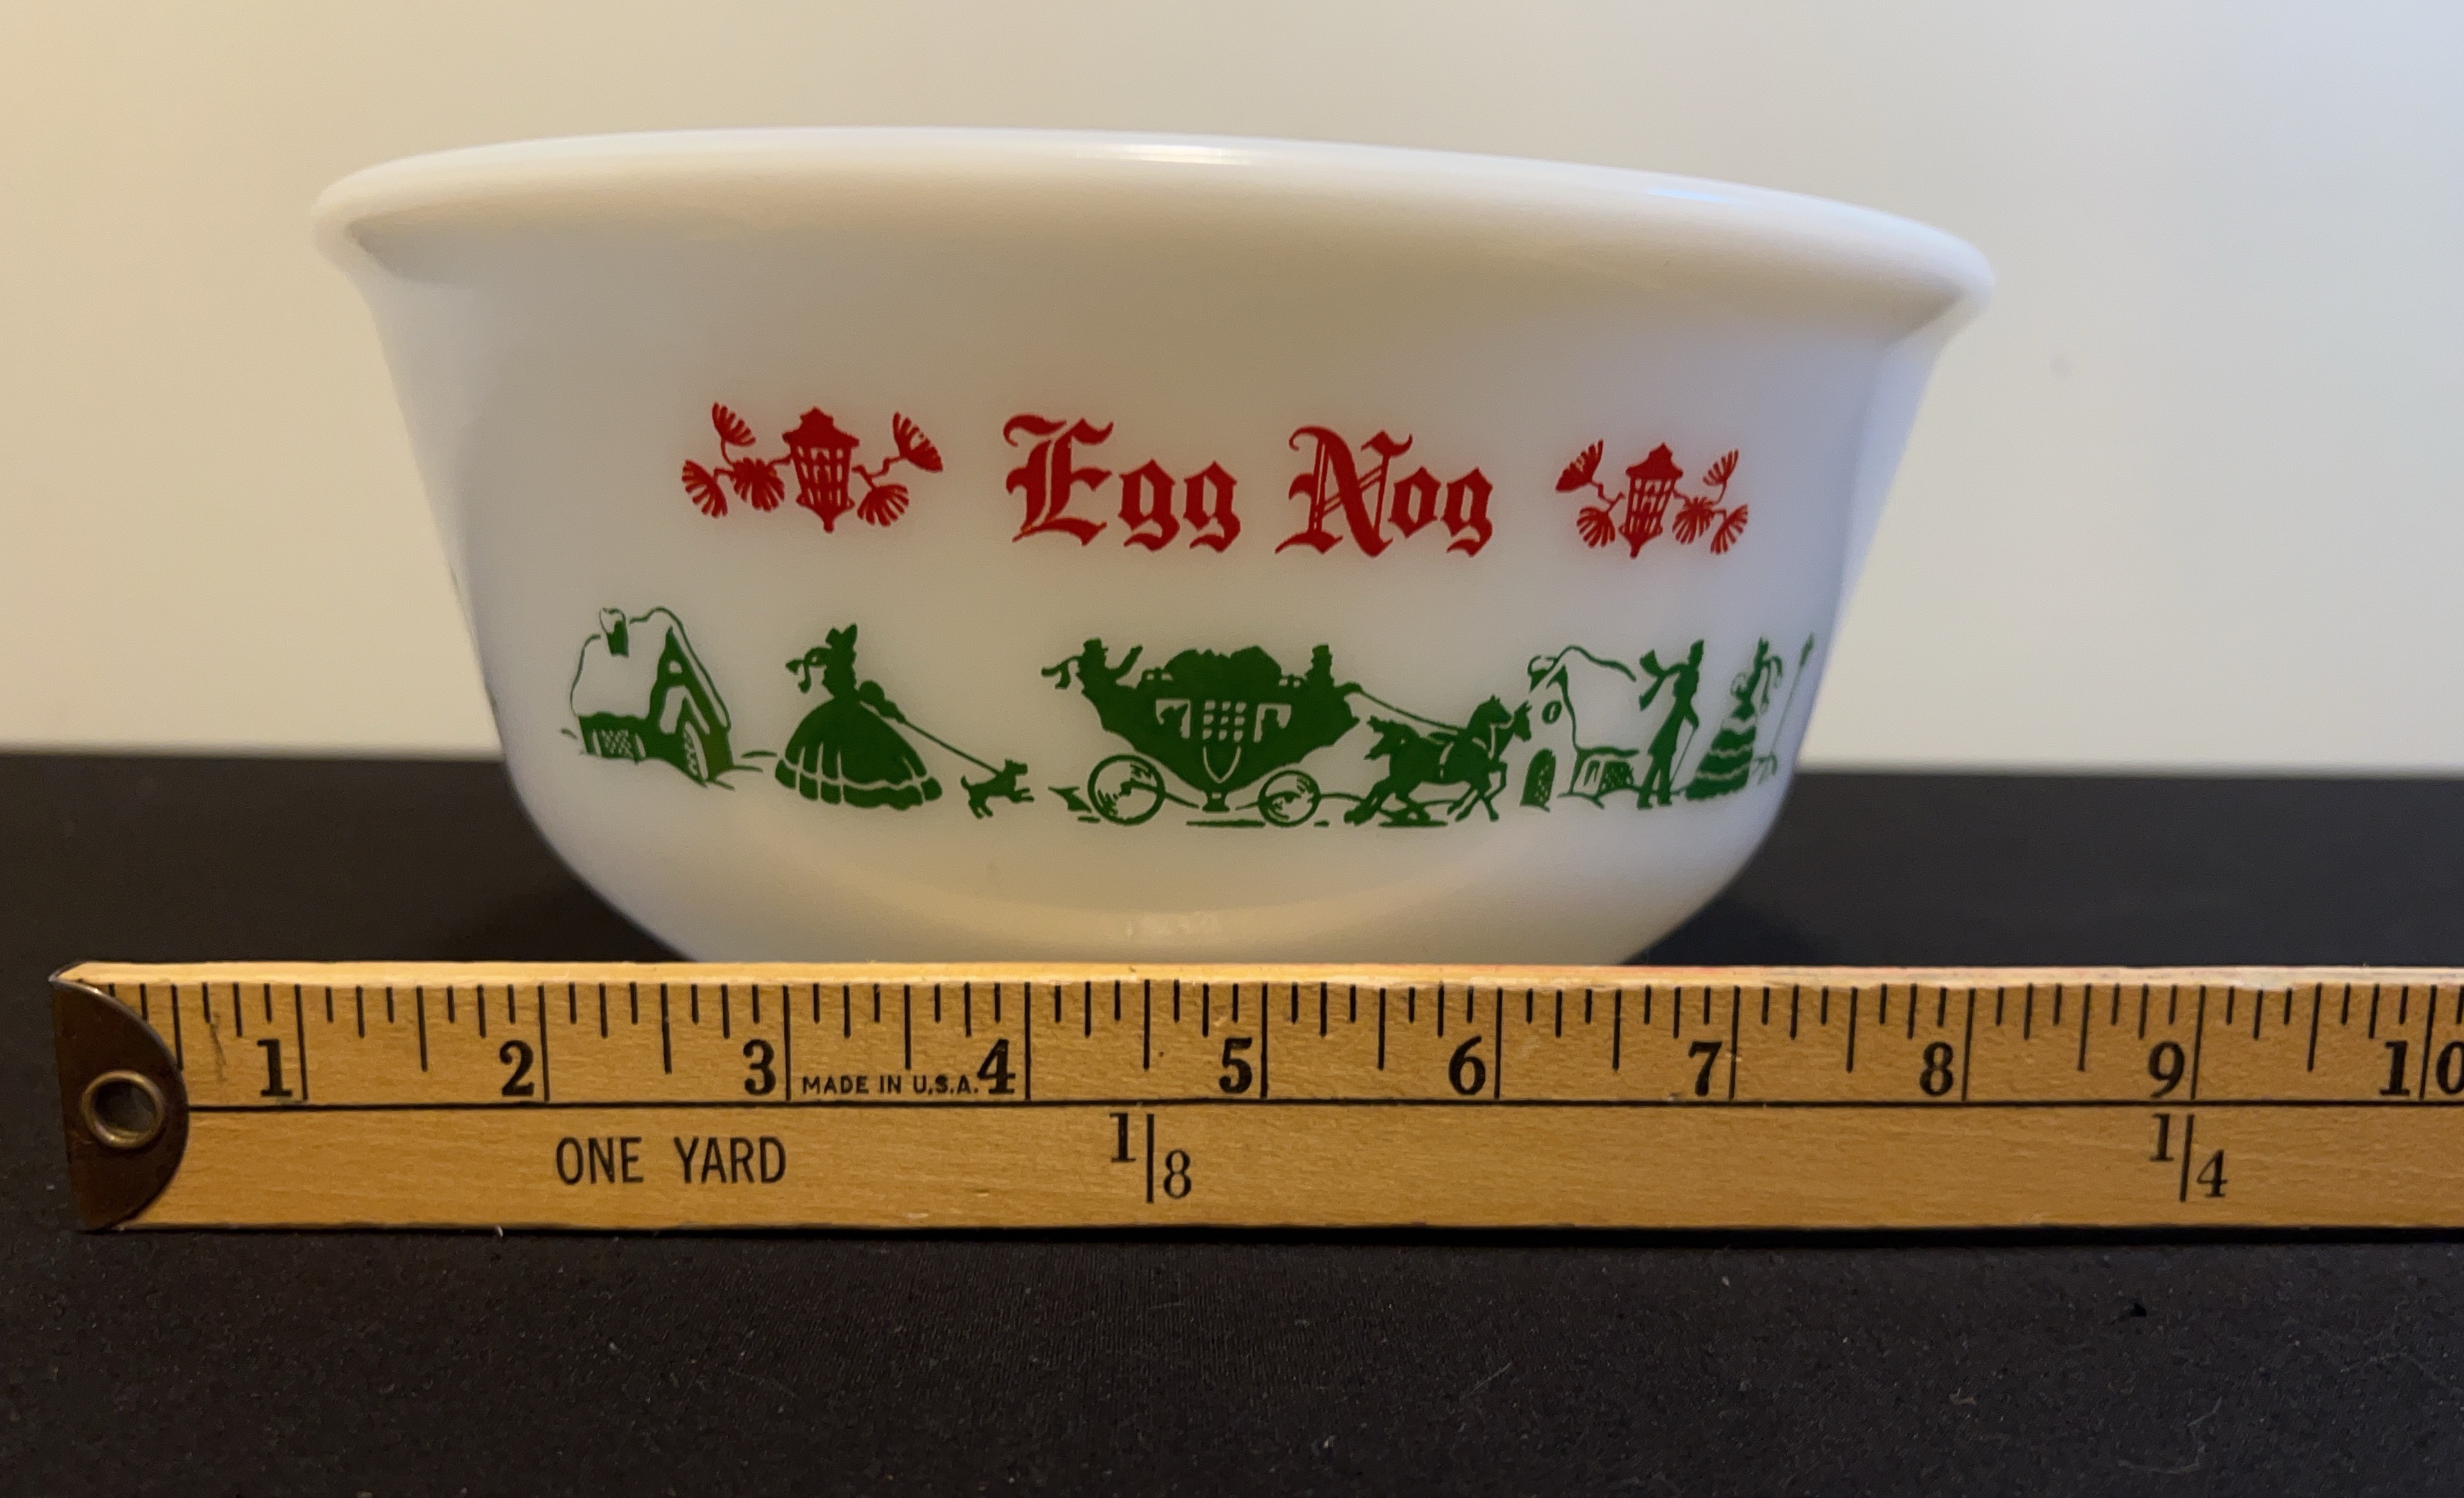 Egg Nog
1 2 3 4 5 6 7 8 9 10
MADE IN U.S.A.
ONE YARD 1/8 1/4